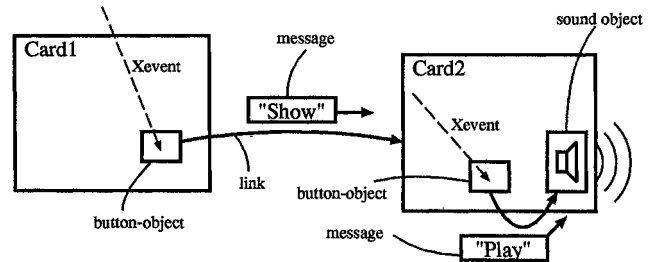 sound object
message
Card1
Xevent
Card2
"Show"
Xevent
link
button-object
button-object
message
"Play"